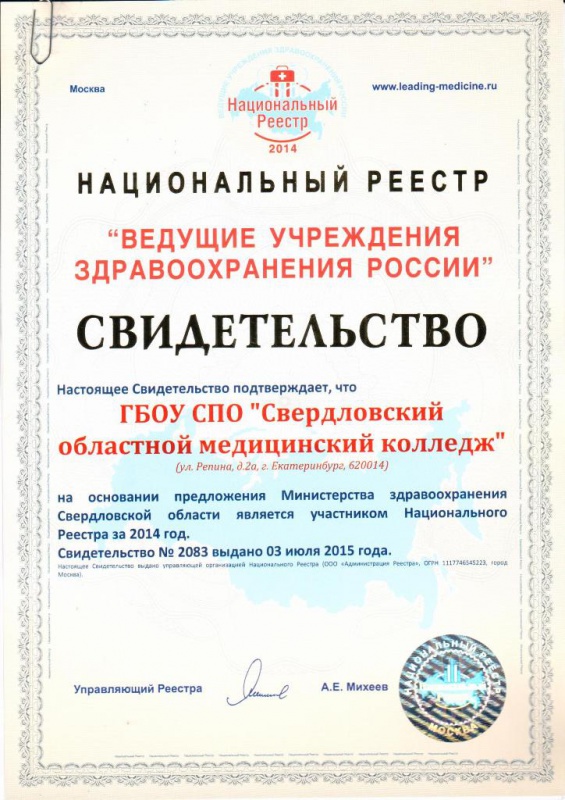 Москва
www.leading-medicine.ru
Национальный
Реестр
2014
НАЦИОНАЛЬНЫЙ РЕЕСТР
“ВЕДУЩИЕ УЧРЕЖДЕНИЯ
ЗДРАВООХРАНЕНИЯ РОССИИ”
СВИДЕТЕЛЬСТВО
Настоящее Свидетельство подтверждает, что
ГБОУ СПО "Свердловский
областной медицинский колледж"
(ул. Репина, д.2а, г. Екатеринбург, 620014)
на основании предложения Министерства здравоохранения
Свердловской области является участником Национального
Реестра за 2014 год.
Свидетельство № 2083 выдано 03 июля 2015 года.
Настоящее Свидетельство выдано управляющей организацией Национального Реестра (ООО «Администрация Реестра», ОГРН 1117746545223, город
Москва).
Управляющий Реестра
А.Е. Михеев
НАЦИОНАЛЬНЫЙ РЕЕСТР
МОСКВА